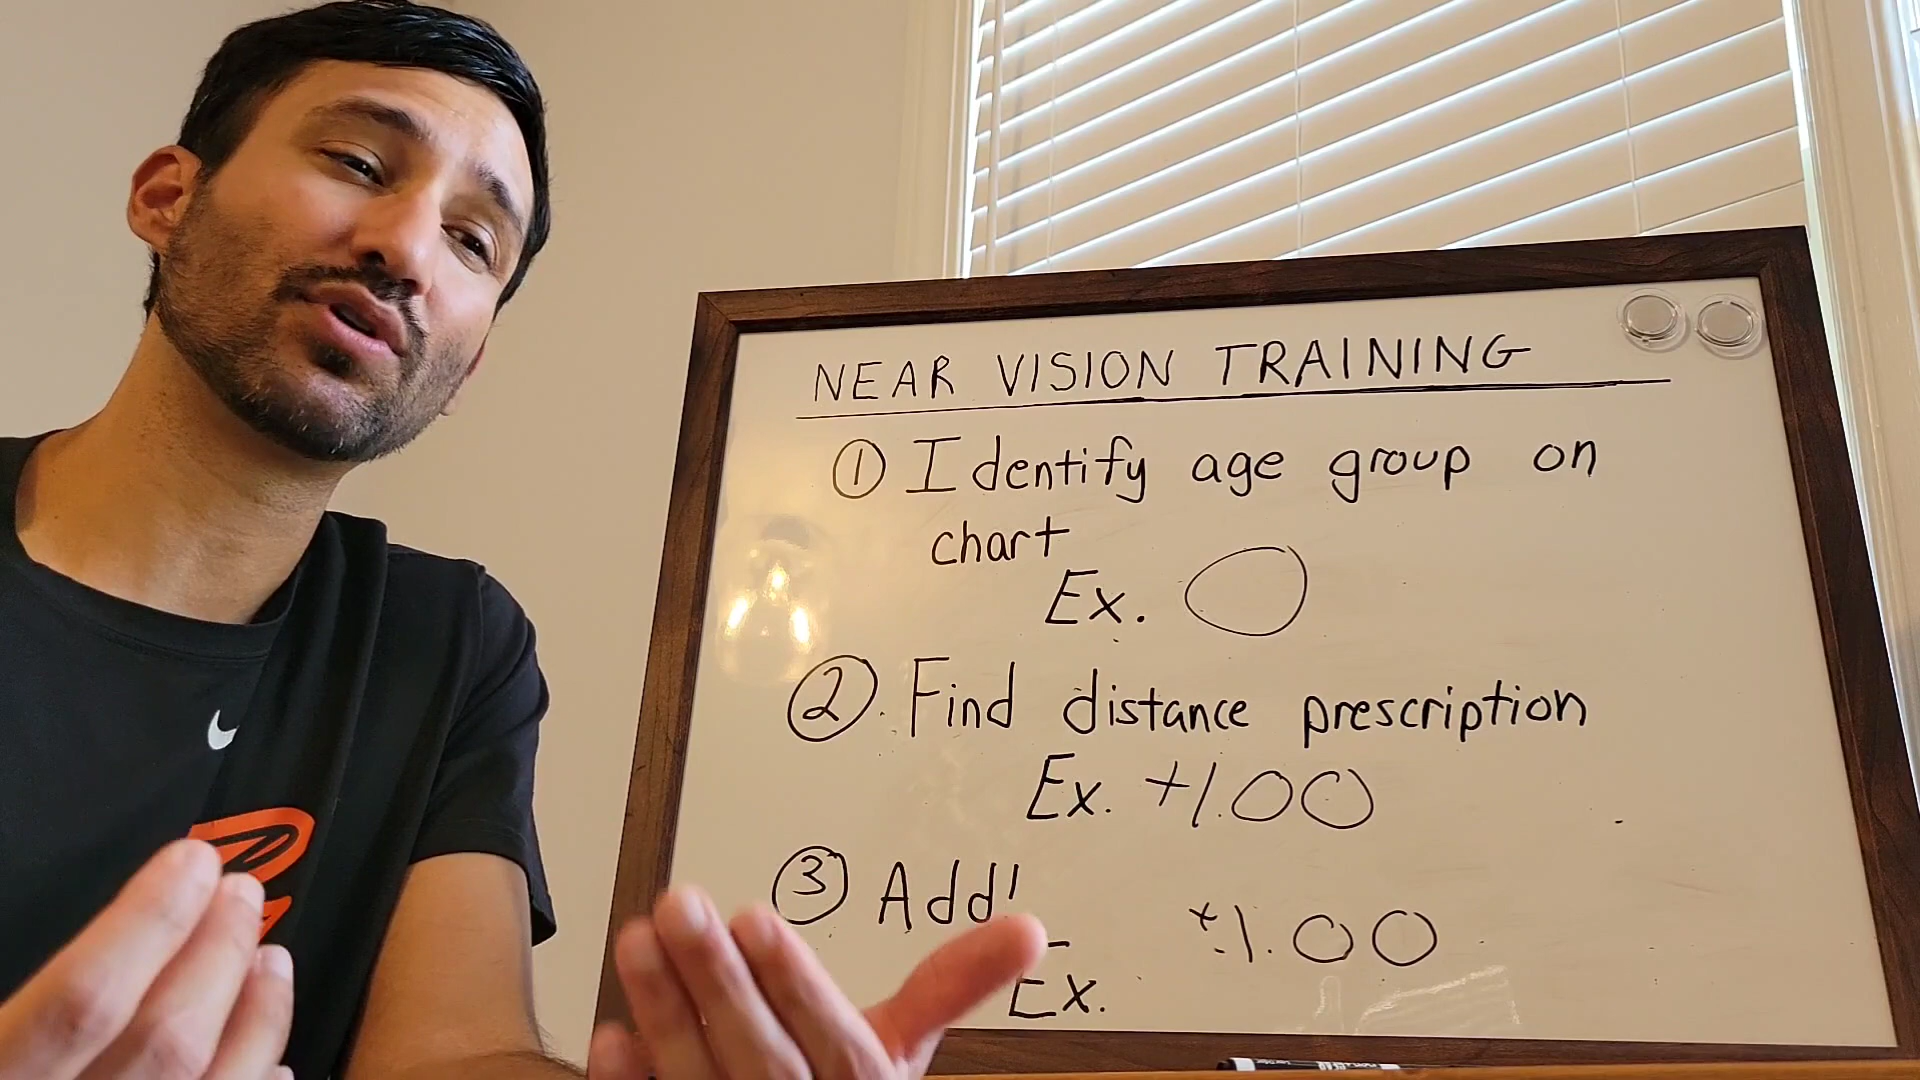 NEAR VISION TRAINING
① Identify age group on
chart
Ex.
②. Find distance prescription
Ex. +1.00
③ Add!
+1.00
Ex.